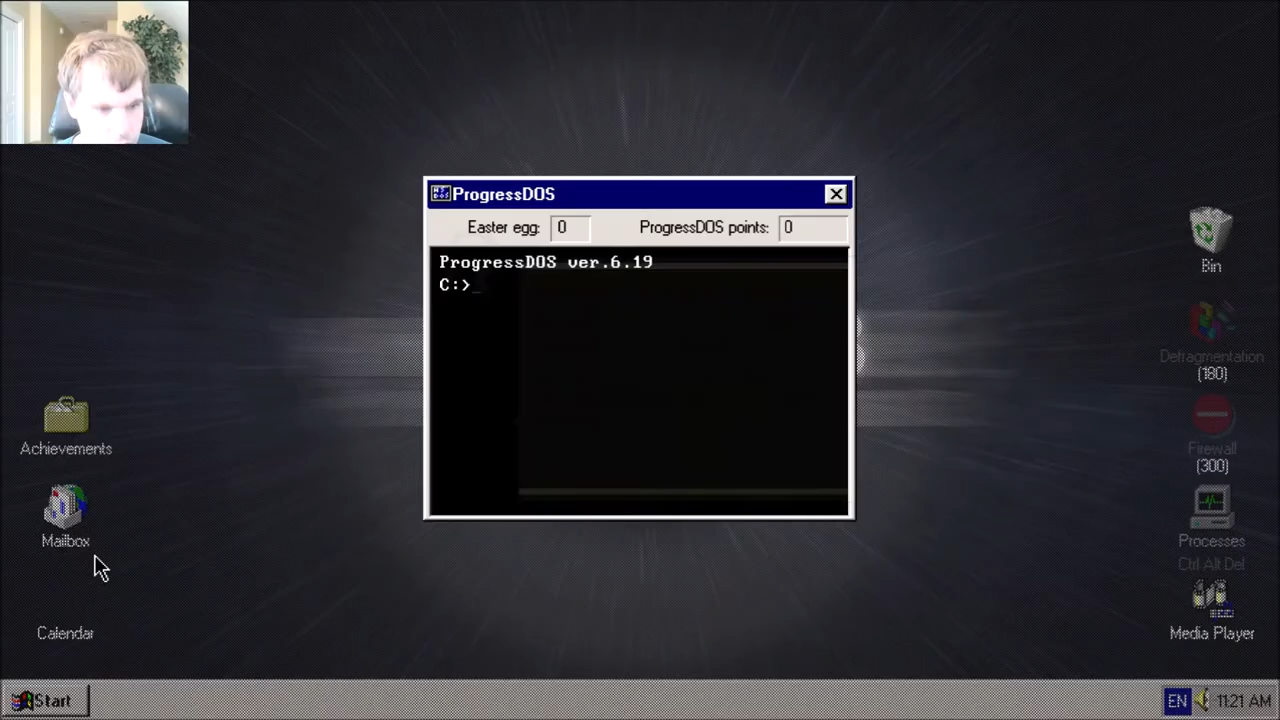 ProgressDOS
Easter egg: 0 ProgressDOS points: 0
ProgressDOS ver.6.19
C:>_
Bin
Defragmentation
(180)
Achievements
Firewall
(300)
Mailbox
Processes
Ctrl Alt Del
Calendar
Media Player
Start
EN 11:21 AM